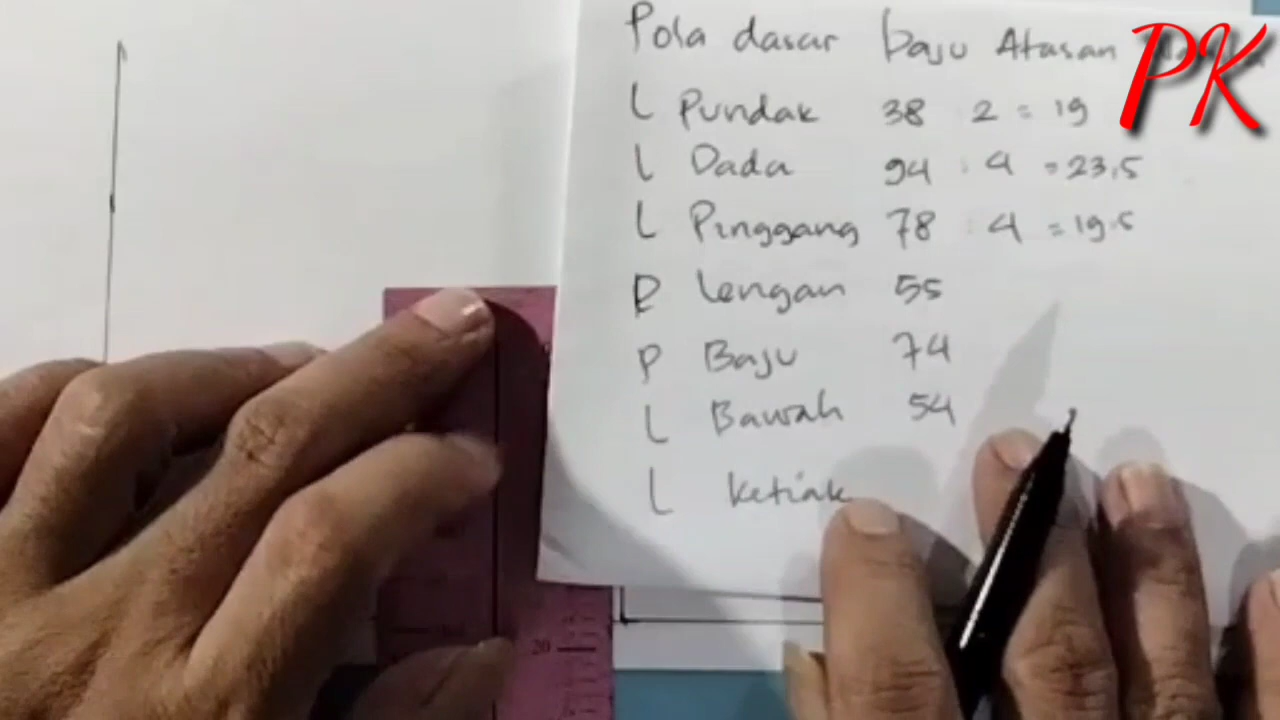 Pola dasar baju Atasan
PK
L Pundak 38 : 2 = 19
L Dada 94 : 4 = 23,5
L Pinggang 78 : 4 = 19.5
P lengan 55
P Baju 74
L Bawah 54
L Ketiak
20